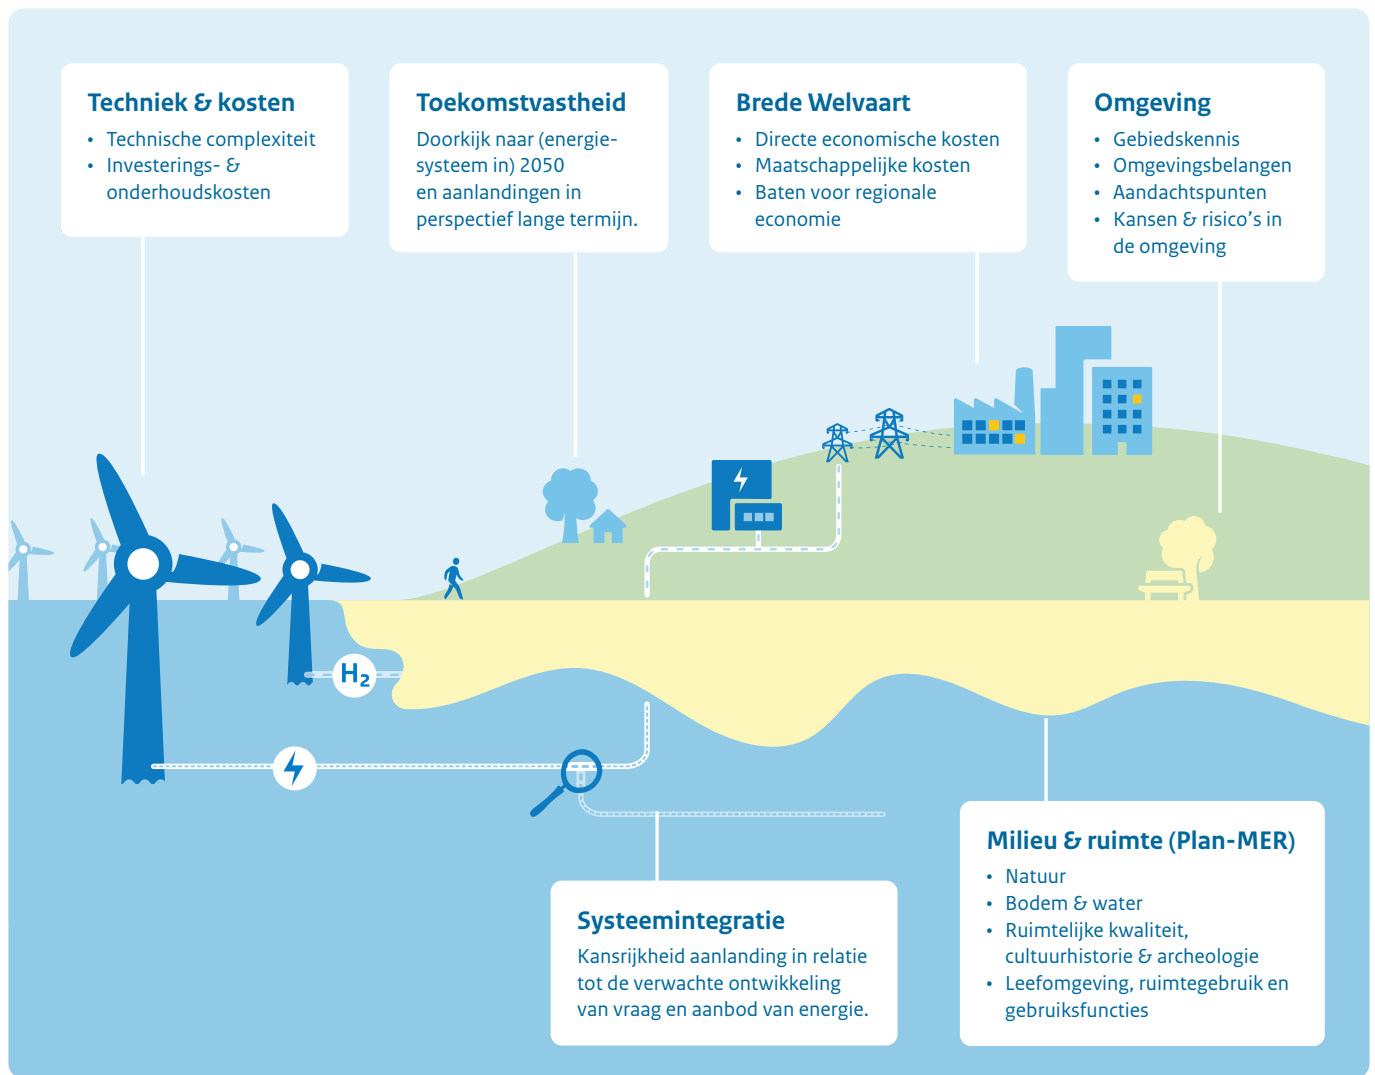 Techniek & kosten
• Technische complexiteit
• Investerings- &
onderhoudskosten
Toekomstvastheid
Doorkijk naar (energie-
systeem in) 2050
en aanlandingen in
perspectief lange termijn.
Brede Welvaart
• Directe economische kosten
• Maatschappelijke kosten
• Baten voor regionale
economie
Omgeving
• Gebiedskennis
• Omgevingsbelangen
• Aandachtspunten
• Kansen & risico’s in
de omgeving
H₂
Systeemintegratie
Kansrijkheid aanlanding in relatie
tot de verwachte ontwikkeling
van vraag en aanbod van energie.
Milieu & ruimte (Plan-MER)
• Natuur
• Bodem & water
• Ruimtelijke kwaliteit,
cultuurhistorie & archeologie
• Leefomgeving, ruimtegebruik en
gebruiksfuncties